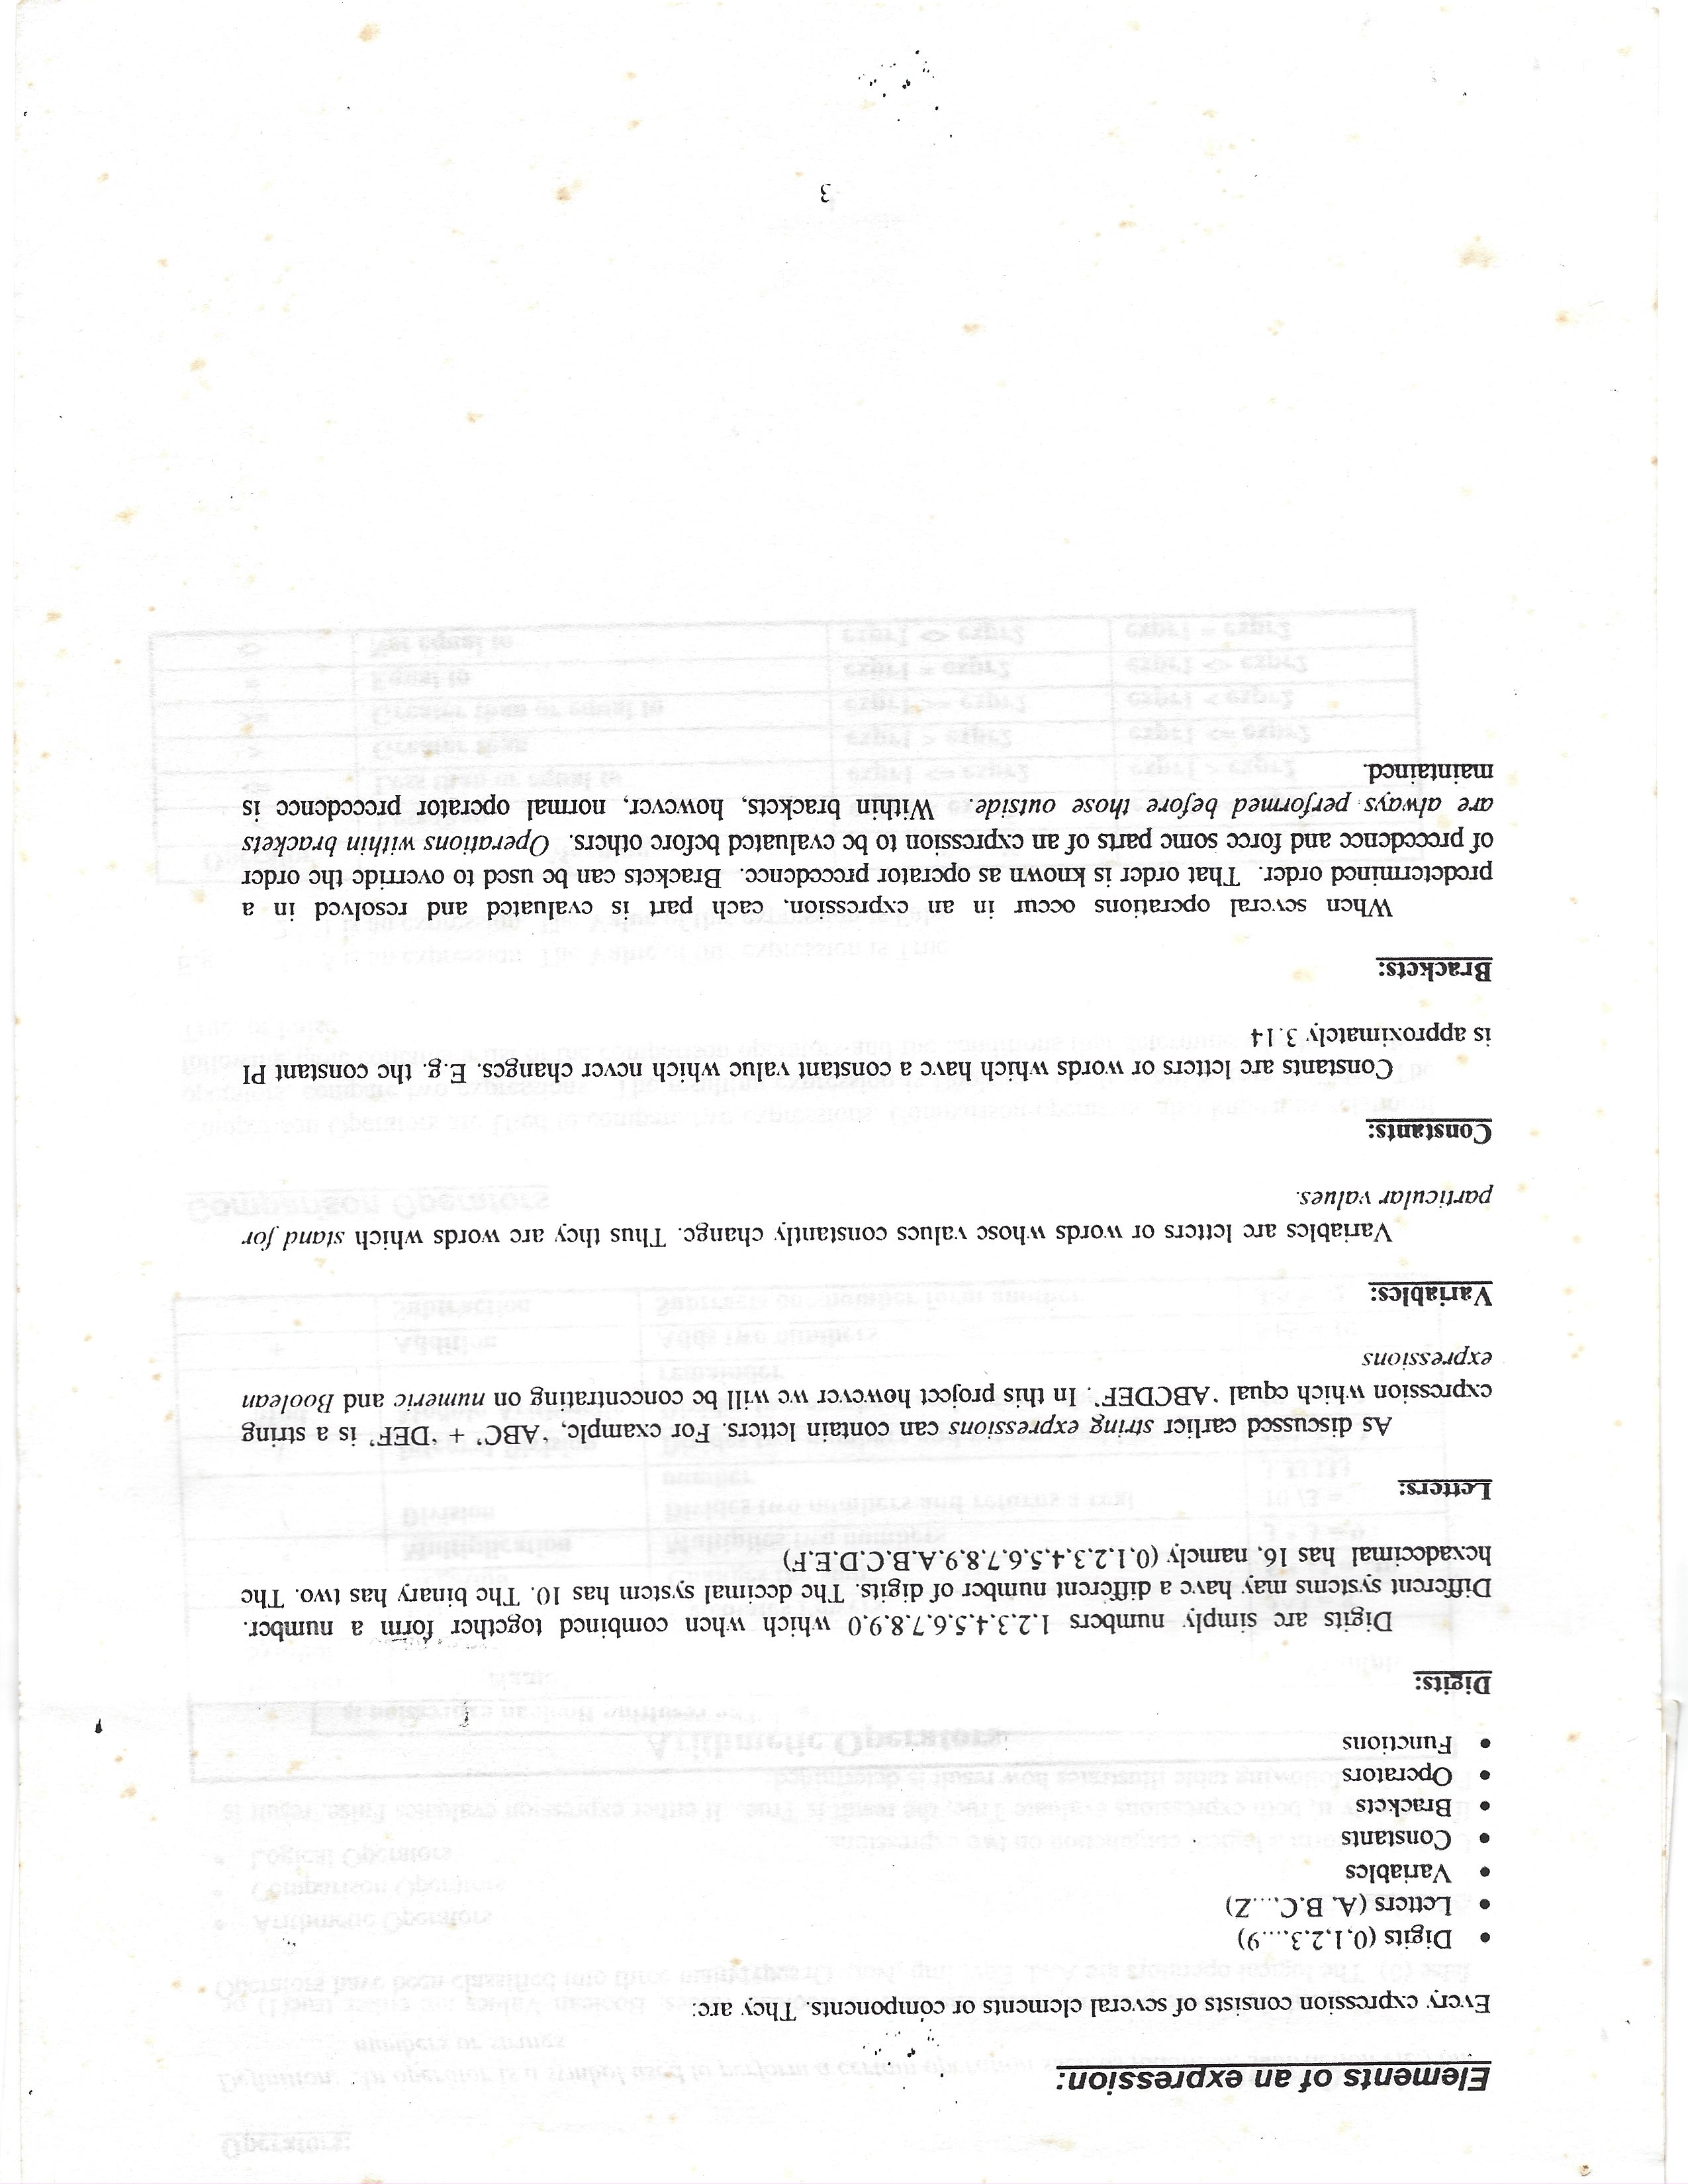 Elements of an expression:
Every expression consists of several elements or components. They are:
• Digits (0,1,2,3,...9)
• Letters (A, B,C,...Z)
• Variables
• Constants
• Brackets
• Operators
• Functions
Digits:
Digits are simply numbers 1,2,3,4,5,6,7,8,9,0 which when combined together form a number.
Different systems may have a different number of digits. The decimal system has 10. The binary has two. The
hexadecimal has 16, namely (0,1,2,3,4,5,6,7,8,9,A,B,C,D,E,F)
Letters:
As discussed earlier string expressions can contain letters. For example, ‘ABC’ + ‘DEF’ is a string
expression which equal ‘ABCDEF’. In this project however we will be concentrating on numeric and Boolean
expressions
Variables:
Variables are letters or words whose values constantly change. Thus they are words which stand for
particular values.
Constants:
Constants are letters or words which have a constant value which never changes. E.g. the constant PI
is approximately 3.14
Brackets:
When several operations occur in an expression, each part is evaluated and resolved in a
predetermined order. That order is known as operator precedence. Brackets can be used to override the order
of precedence and force some parts of an expression to be evaluated before others. Operations within brackets
are always performed before those outside. Within brackets, however, normal operator precedence is
maintained.
3